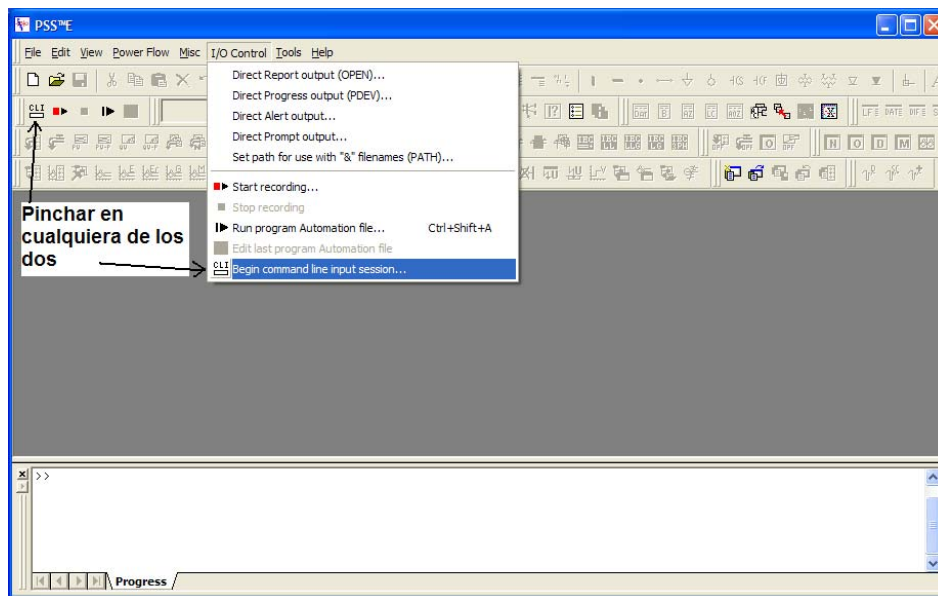 PSS™E
File Edit View Power Flow Misc I/O Control Tools Help
Direct Report output (OPEN)...
Direct Progress output (PDEV)...
Direct Alert output...
Direct Prompt output...
Set path for use with "&" filenames (PATH)...
Start recording...
Stop recording
Run program Automation file... Ctrl+Shift+A
Edit last program Automation file
CLI Begin command line input session...
CLI
Pinchar en
cualquiera de los
dos
>>
Progress